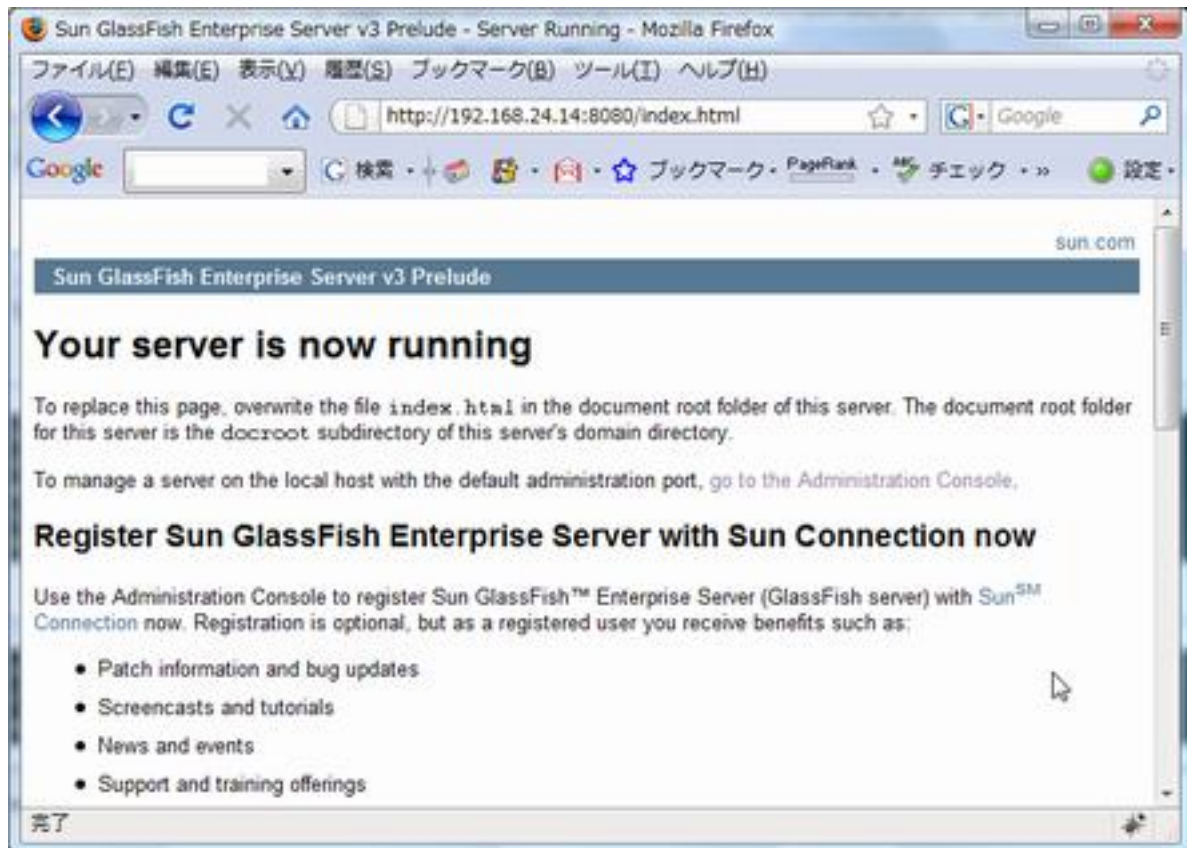 Sun GlassFish Enterprise Server v3 Prelude - Server Running - Mozilla Firefox
ファイル(F) 編集(E) 表示(V) 履歴(S) ブックマーク(B) ツール(T) ヘルプ(H)
http://192.168.24.14:8080/index.html Google
Google 検索 ブックマーク PageRank チェック » 設定
sun.com
Sun GlassFish Enterprise Server v3 Prelude
Your server is now running
To replace this page, overwrite the file index.html in the document root folder of this server. The document root folder
for this server is the docroot subdirectory of this server's domain directory.
To manage a server on the local host with the default administration port, go to the Administration Console.
Register Sun GlassFish Enterprise Server with Sun Connection now
Use the Administration Console to register Sun GlassFish™ Enterprise Server (GlassFish server) with Sun℠
Connection now. Registration is optional, but as a registered user you receive benefits such as:
• Patch information and bug updates
• Screencasts and tutorials
• News and events
• Support and training offerings
完了